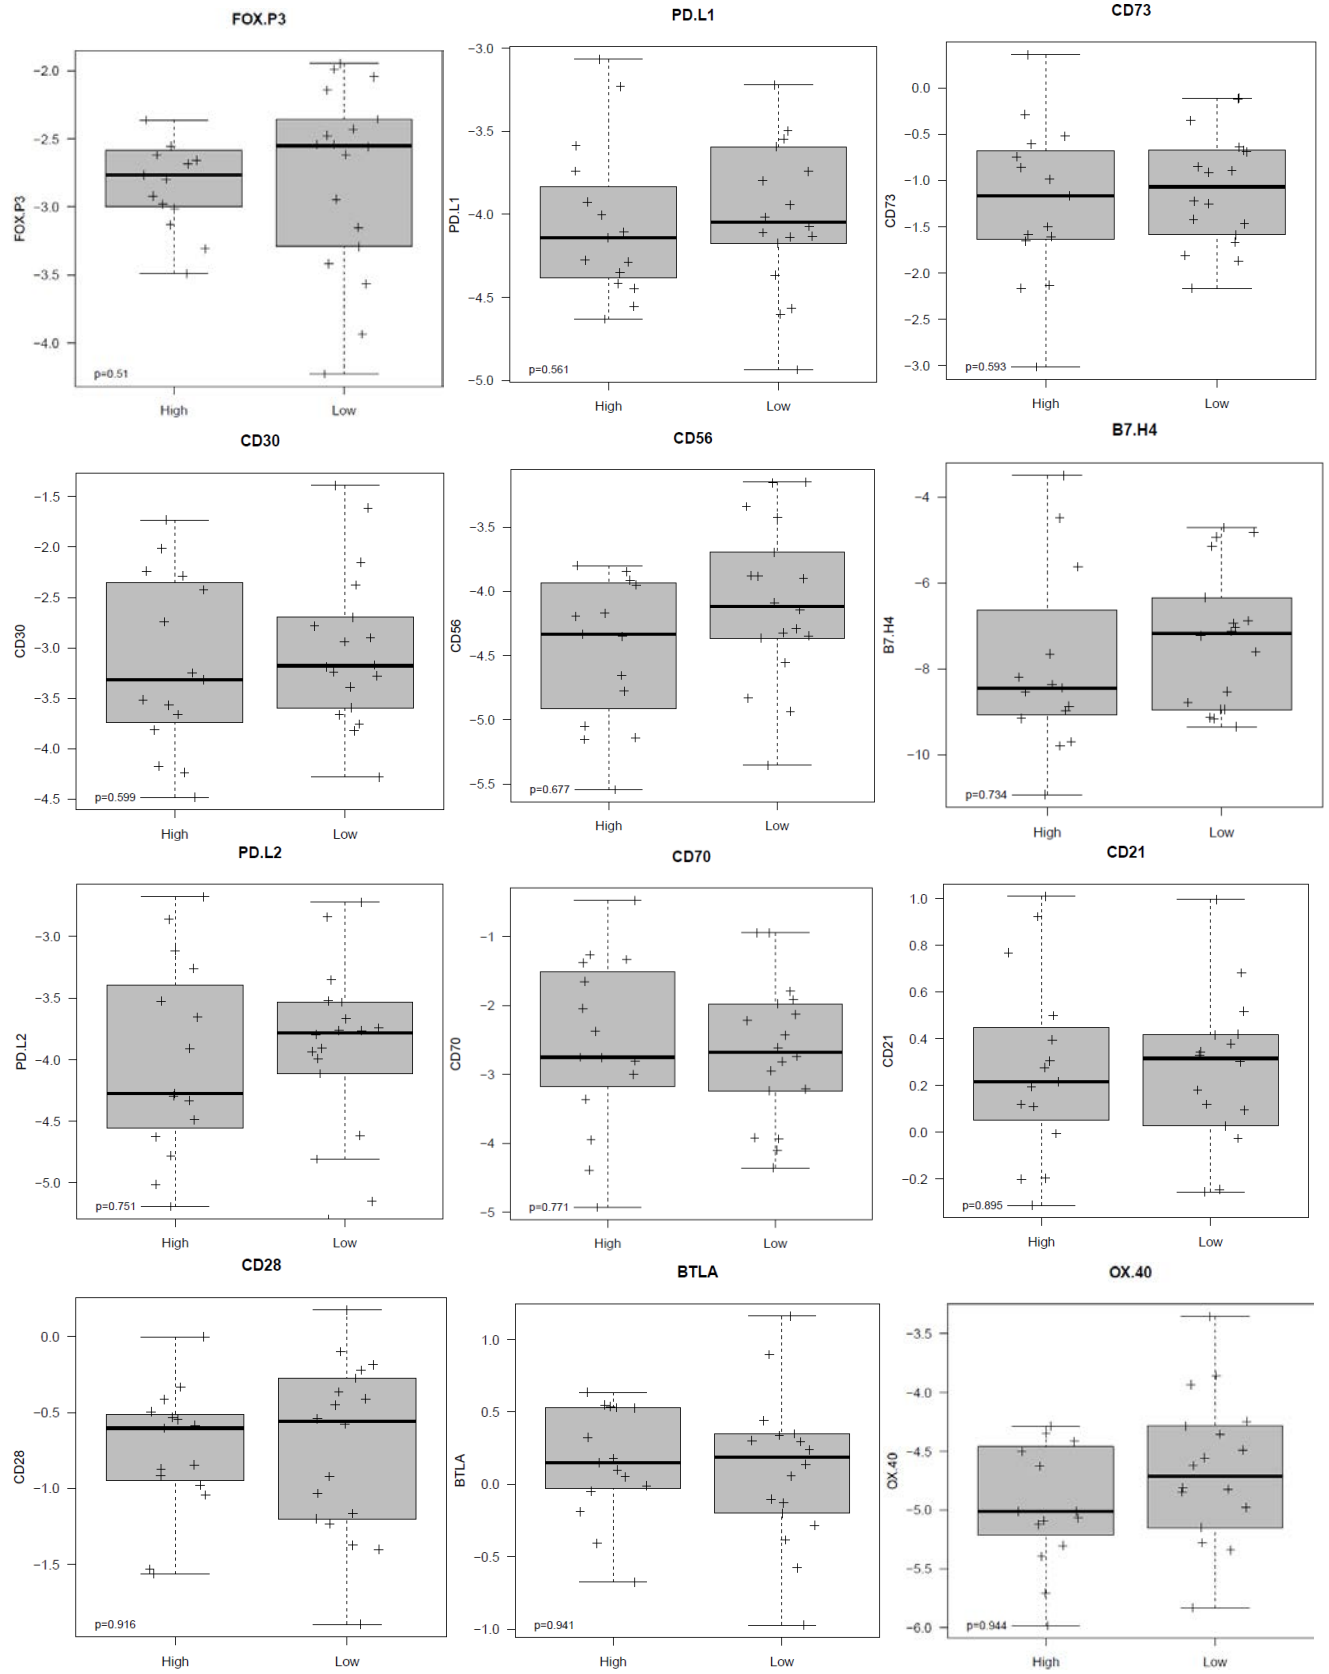 FOX.P3
FOX.P3
−2.0
−2.5
−3.0
−3.5
−4.0
p=0.51
High
Low
PD.L1
PD.L1
−3.0
−3.5
−4.0
−4.5
−5.0
p=0.561
High
Low
CD73
CD73
0.0
−0.5
−1.0
−1.5
−2.0
−2.5
−3.0
p=0.593
High
Low
CD30
CD30
−1.5
−2.0
−2.5
−3.0
−3.5
−4.0
−4.5
p=0.599
High
Low
CD56
CD56
−3.5
−4.0
−4.5
−5.0
−5.5
p=0.677
High
Low
B7.H4
B7.H4
−4
−6
−8
−10
p=0.734
High
Low
PD.L2
PD.L2
−3.0
−3.5
−4.0
−4.5
−5.0
p=0.751
High
Low
CD70
CD70
−1
−2
−3
−4
−5
p=0.771
High
Low
CD21
CD21
1.0
0.8
0.6
0.4
0.2
0.0
−0.2
p=0.895
High
Low
CD28
CD28
0.0
−0.5
−1.0
−1.5
p=0.916
High
Low
BTLA
BTLA
1.0
0.5
0.0
−0.5
−1.0
p=0.941
High
Low
OX.40
OX.40
−3.5
−4.0
−4.5
−5.0
−5.5
−6.0
p=0.944
High
Low